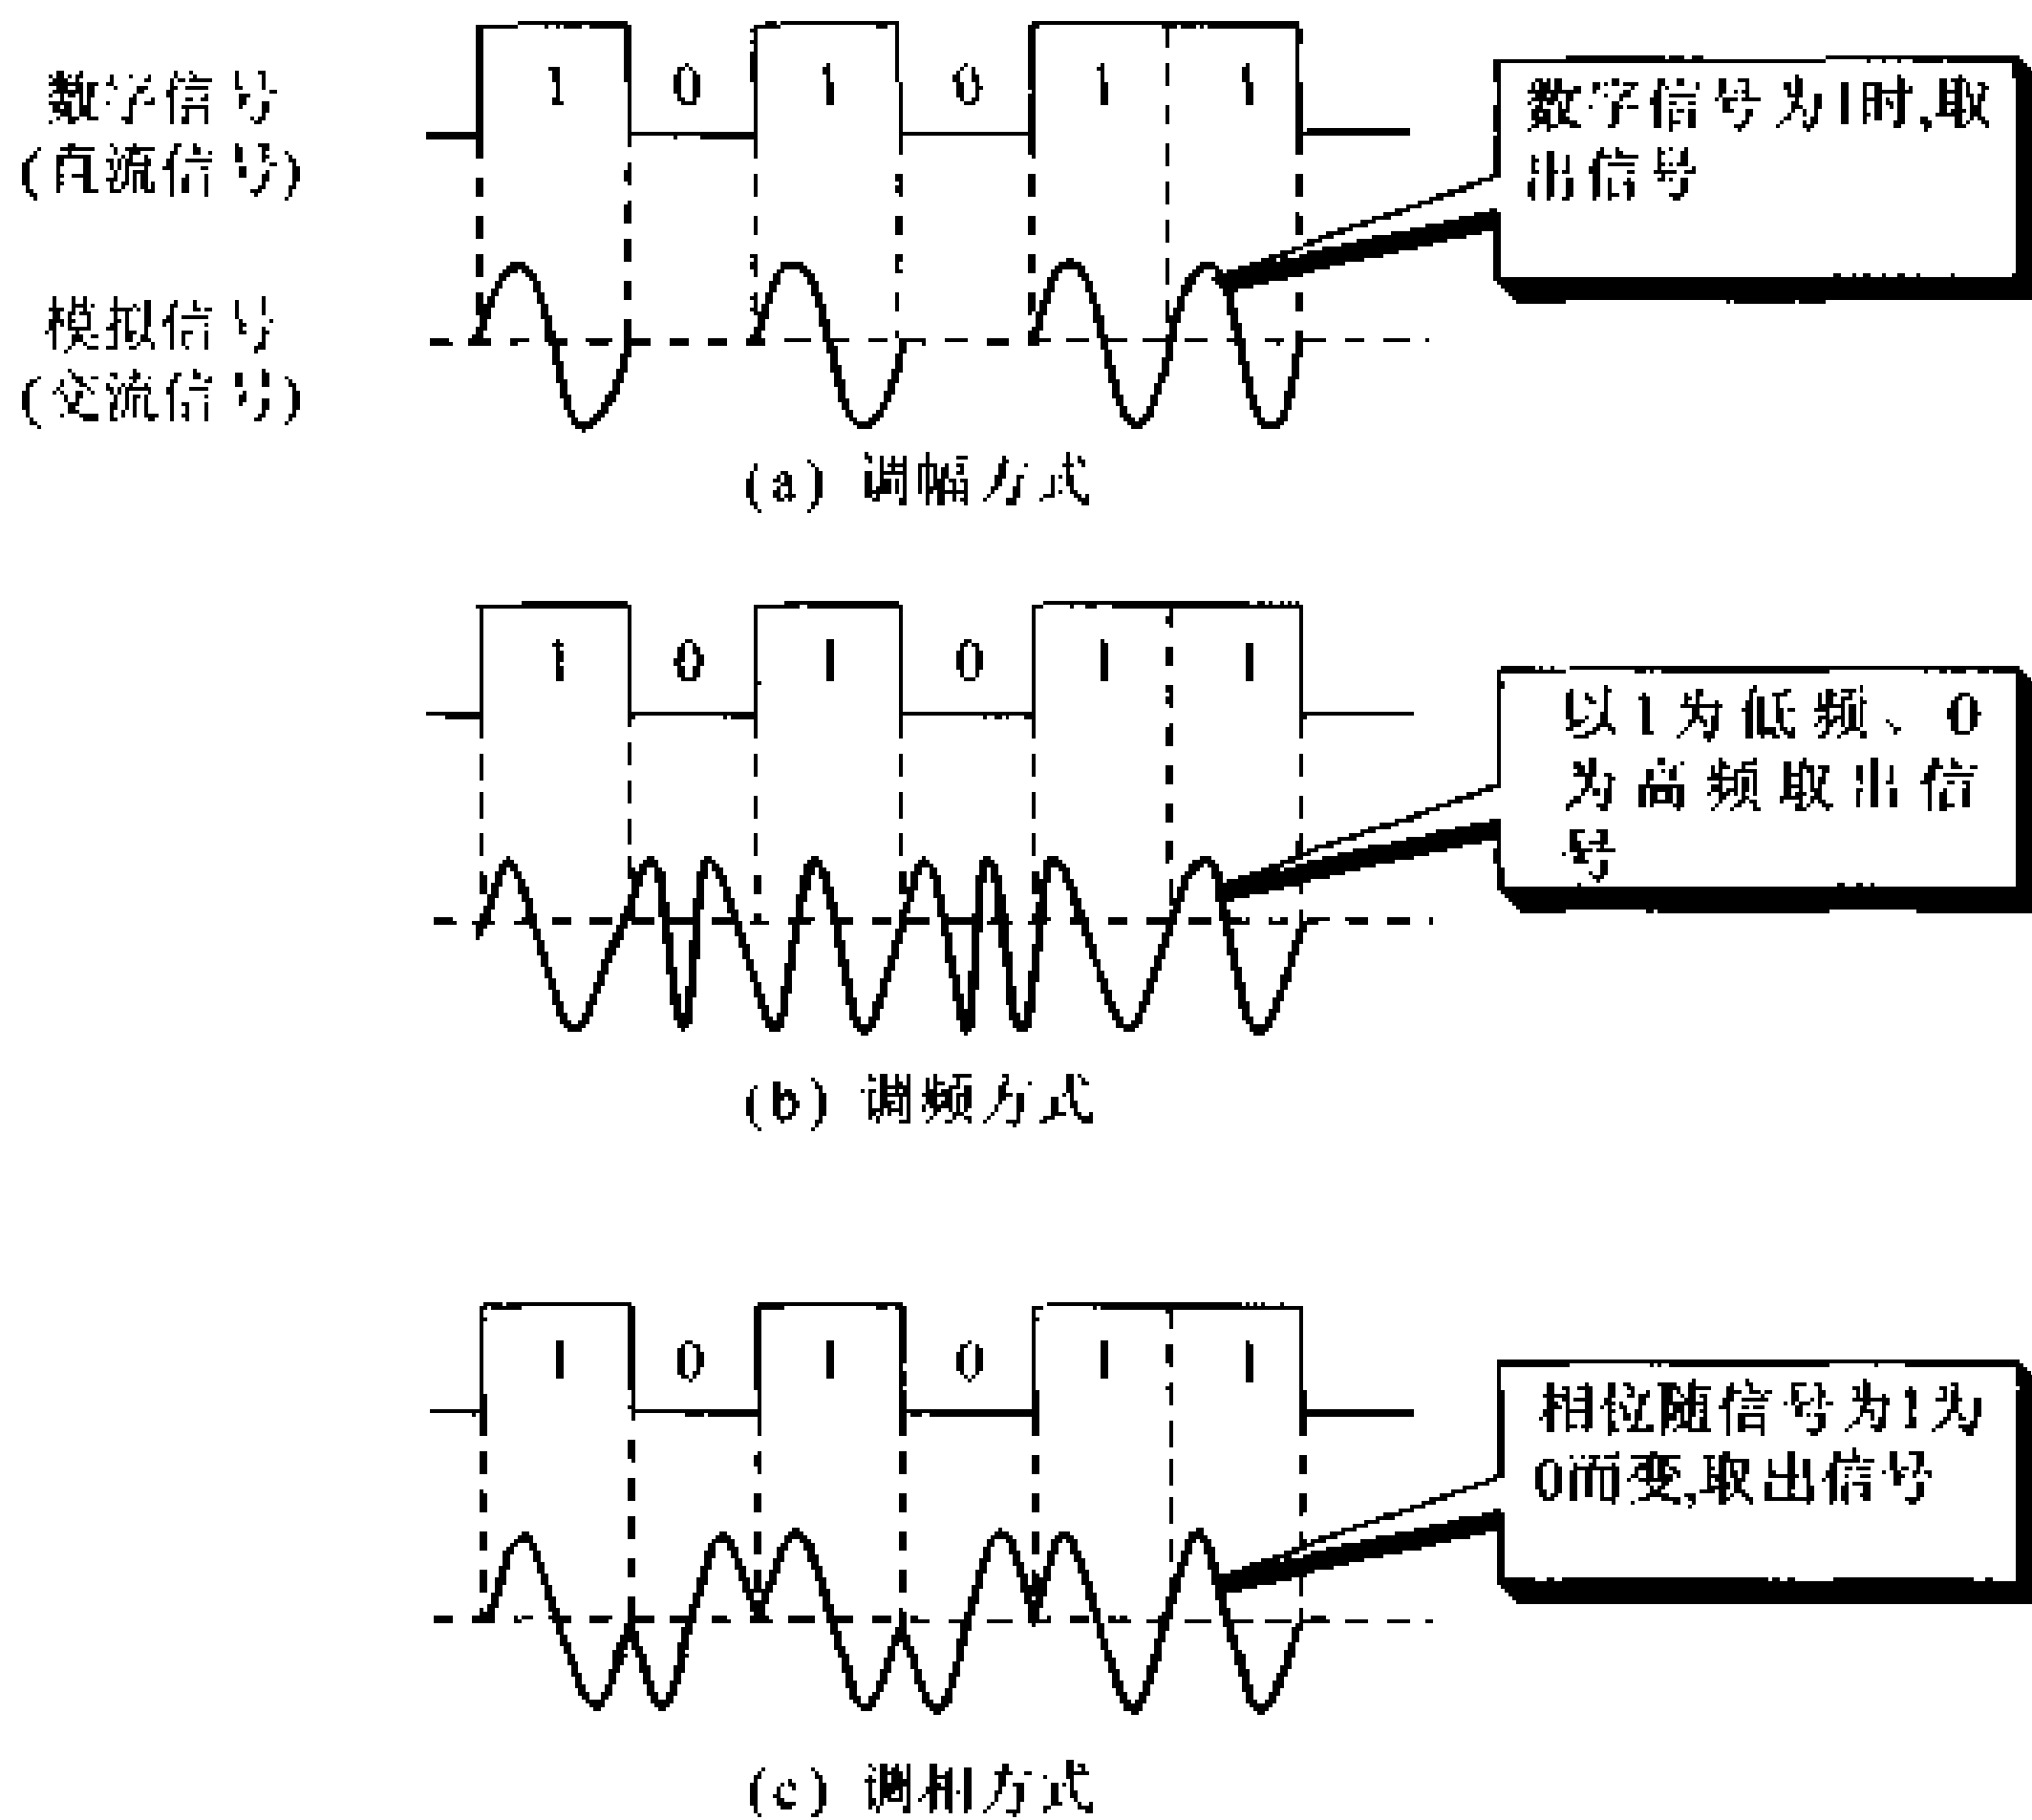 1 0 1 0 1 1
数字信号
(直流信号)
数字信号为1时,取
出信号
模拟信号
(交流信号)
(a) 调幅方式
1 0 1 0 1 1
以1为低频、0
为高频取出信
号
(b) 调频方式
1 0 1 0 1 1
相位随信号为1为
0而变,取出信号
(c) 调相方式